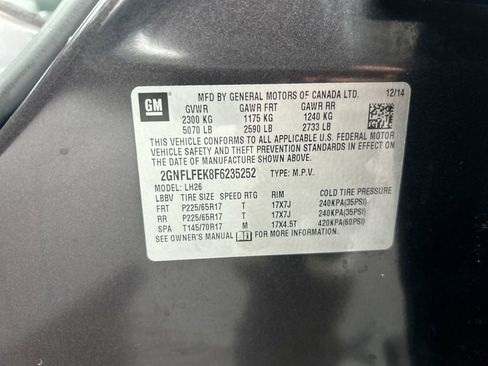 GM
MFD BY GENERAL MOTORS OF CANADA LTD. 12/14
GVWR GAWR FRT GAWR RR
2300 KG 1175 KG 1240 KG
5070 LB 2590 LB 2733 LB
THIS VEHICLE CONFORMS TO ALL APPLICABLE U.S. FEDERAL MOTOR
VEHICLE SAFETY AND THEFT PREVENTION STANDARDS IN EFFECT ON
THE DATE OF MANUFACTURE SHOWN ABOVE.
2GNFLFEK8F6235252 TYPE: M.P.V.
MODEL: LH26
LBBV TIRE SIZE SPEED RTG RIM COLD TIRE PRESSURE
FRT P225/65R17 T 17X7J 240KPA(35PSI)
RR P225/65R17 T 17X7J 240KPA(35PSI)
SPA T145/70R17 M 17X4.5T 420KPA(60PSI)
SEE OWNER'S MANUAL FOR MORE INFORMATION